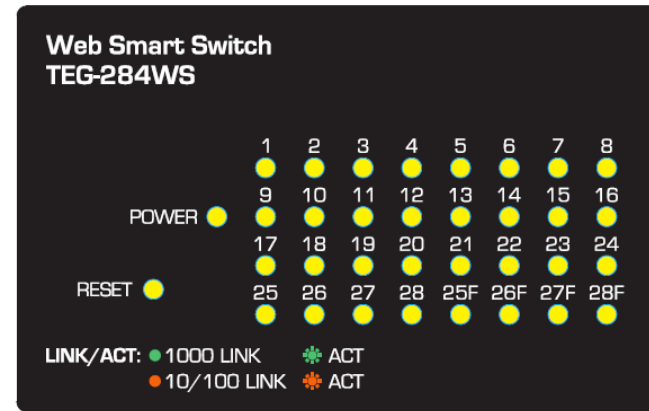 Web Smart Switch
TEG-284WS
1 2 3 4 5 6 7 8
9 10 11 12 13 14 15 16
POWER
17 18 19 20 21 22 23 24
RESET
25 26 27 28 25F 26F 27F 28F
LINK/ACT: 1000 LINK ACT
10/100 LINK ACT